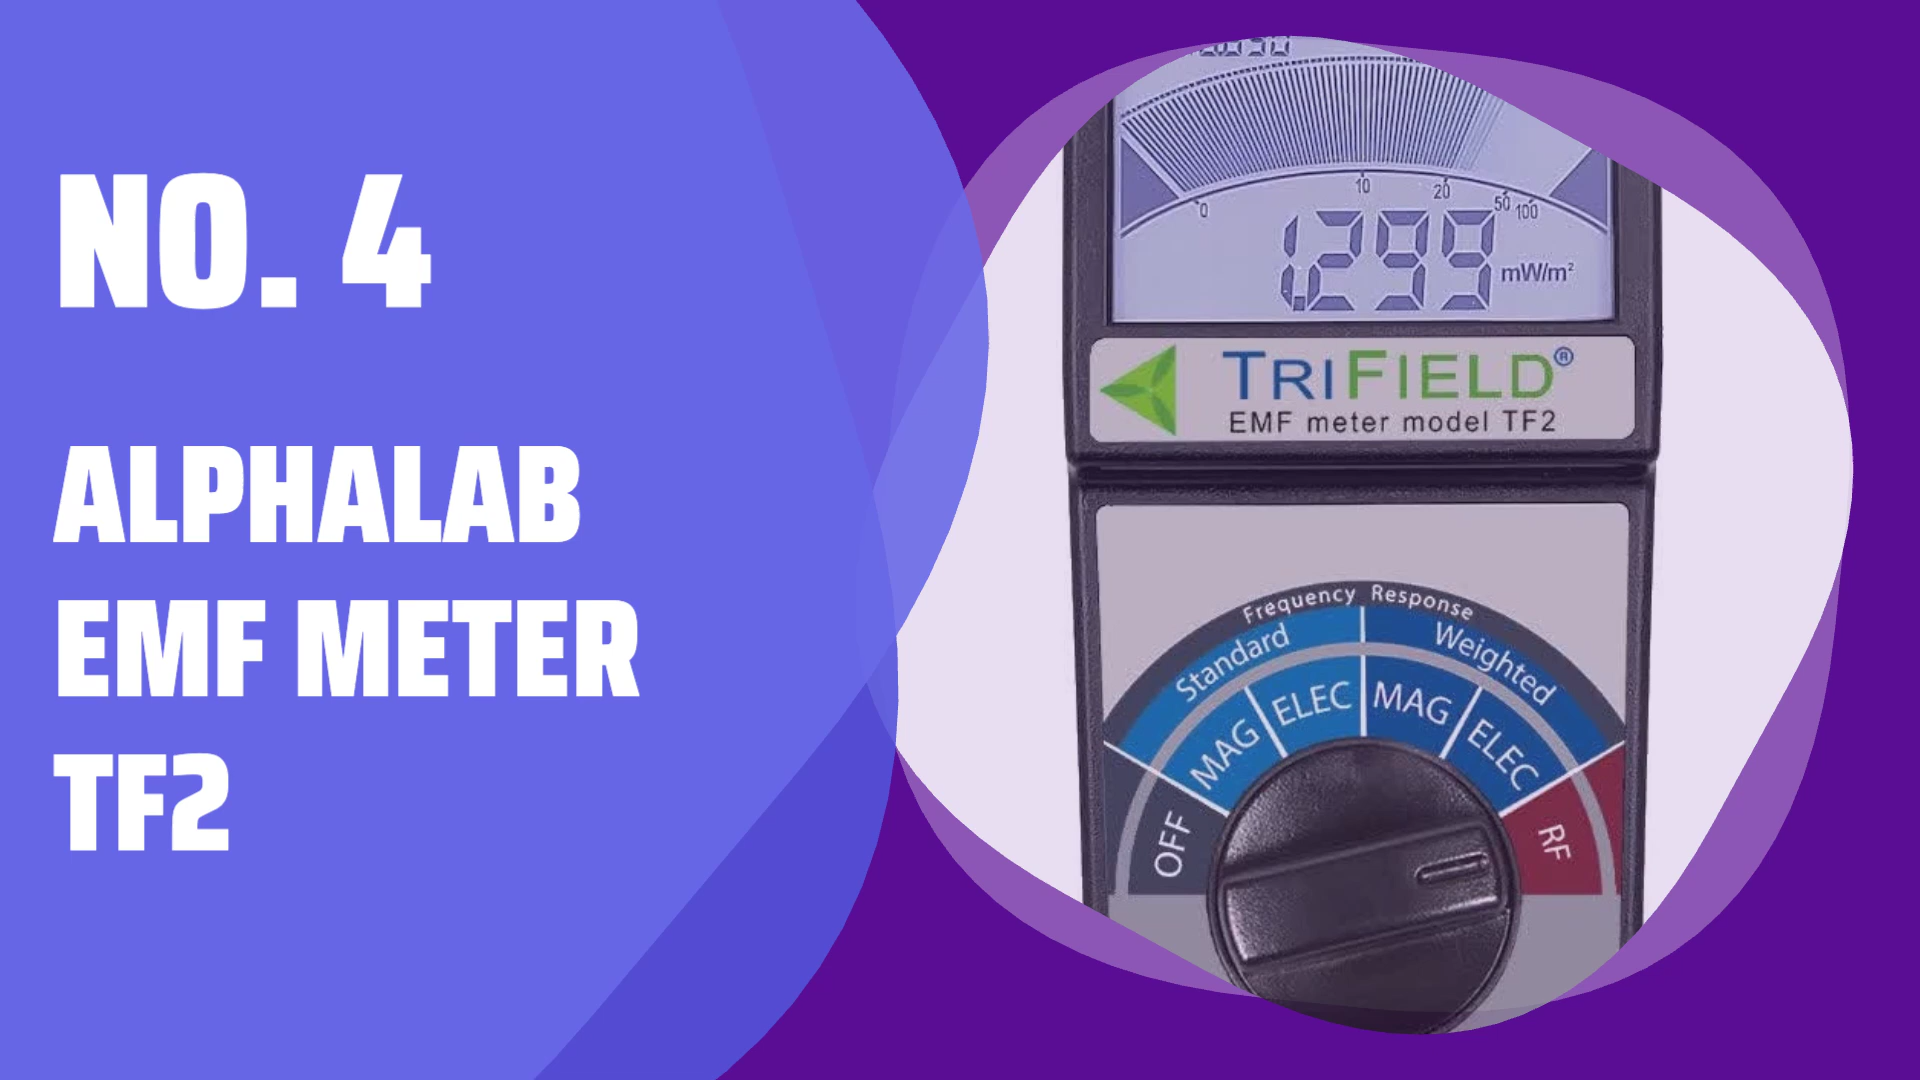 NO. 4
ALPHALAB
EMF METER
TF2
0 10 20 50 100
1.299 mW/m²
TRIFIELD®
EMF meter model TF2
Frequency Response
Standard Weighted
OFF MAG ELEC MAG ELEC RF